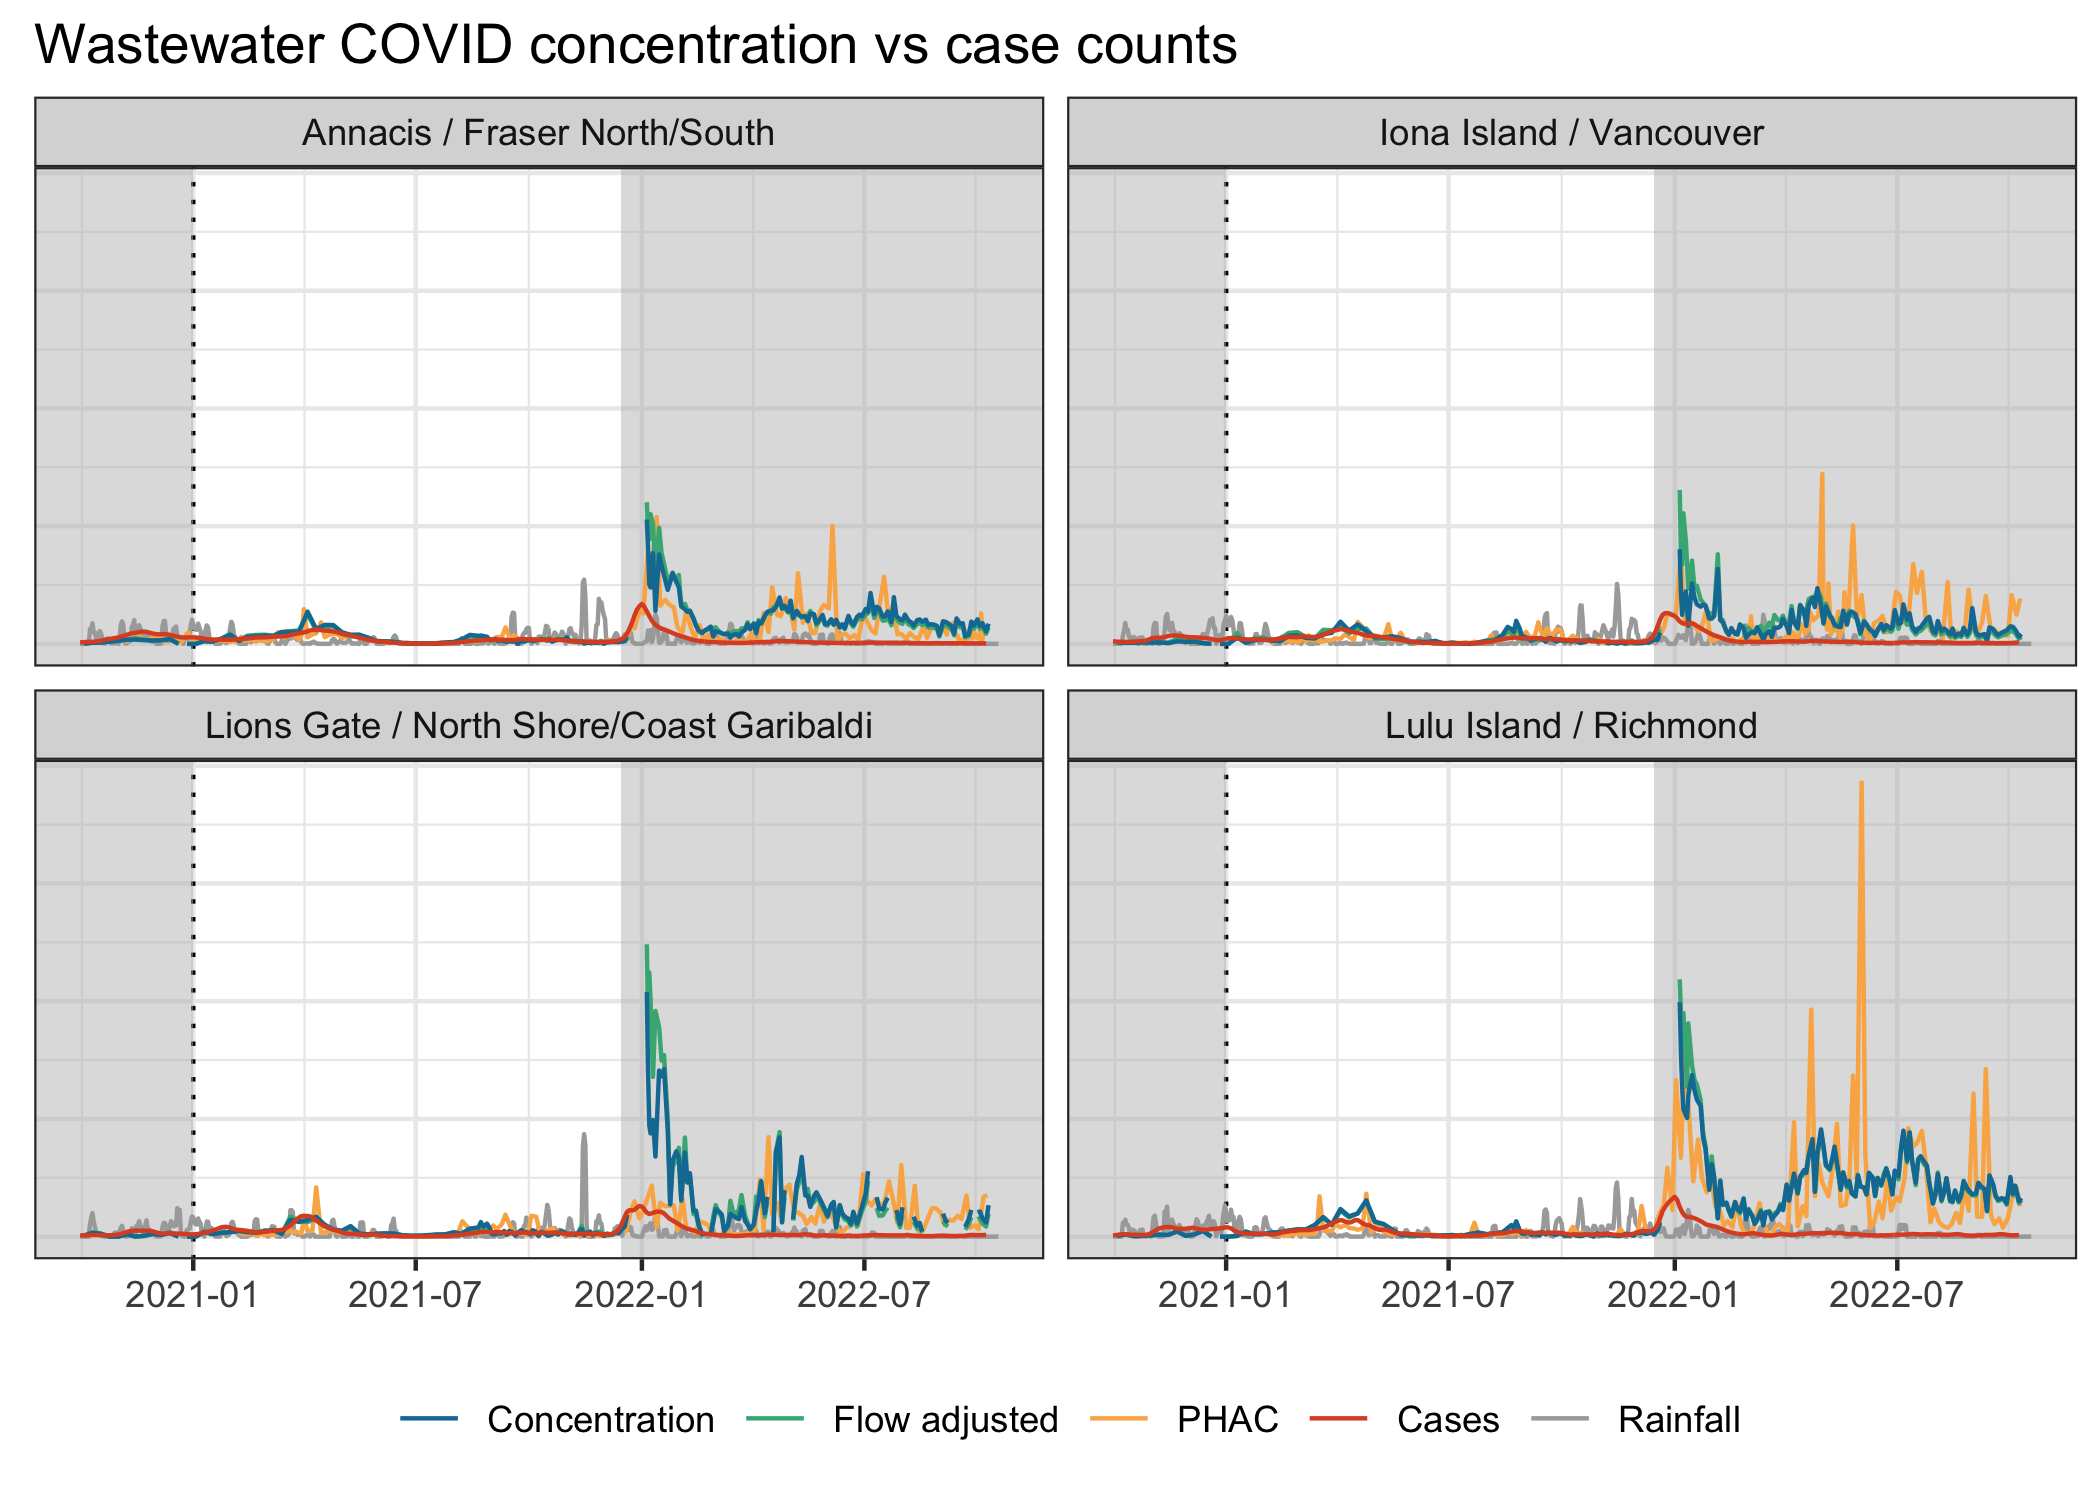 Wastewater COVID concentration vs case counts
Annacis / Fraser North/South
Iona Island / Vancouver
Lions Gate / North Shore/Coast Garibaldi
Lulu Island / Richmond
2021-01 2021-07 2022-01 2022-07
2021-01 2021-07 2022-01 2022-07
Concentration Flow adjusted PHAC Cases Rainfall